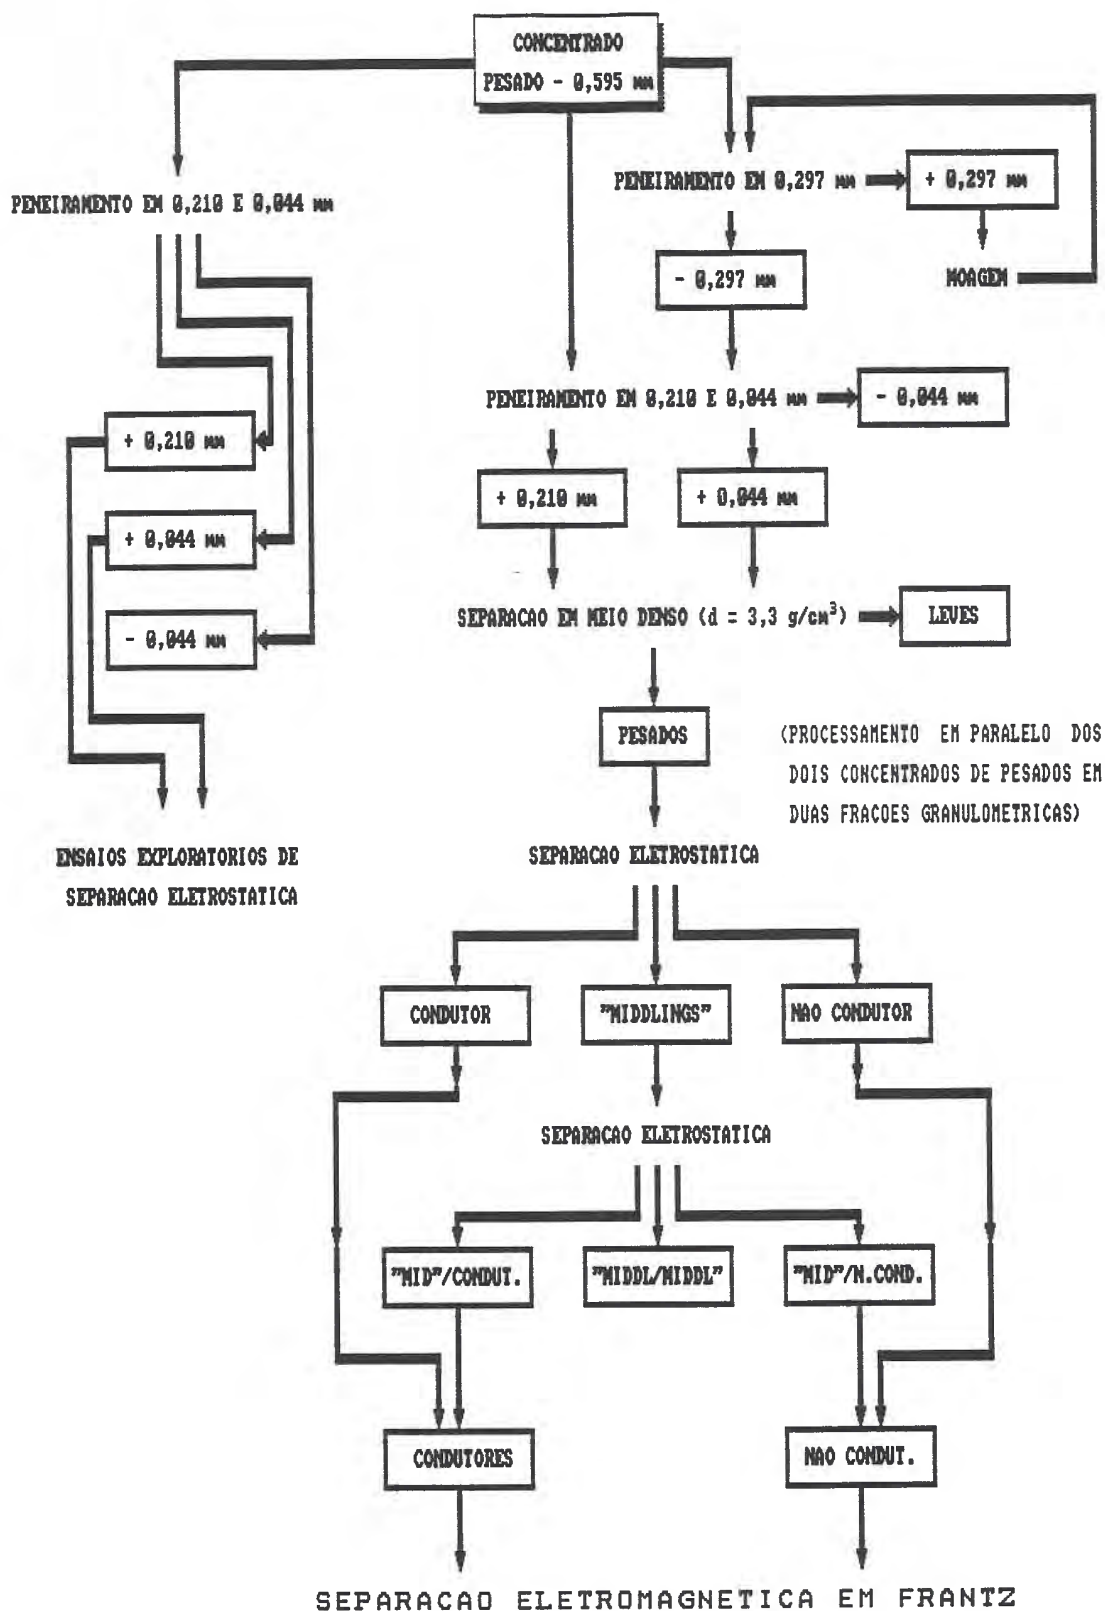 CONCENTRADO
PESADO - 0,595 MM
PENEIRAMENTO EM 0,297 MM
+ 0,297 MM
PENEIRAMENTO EM 0,210 E 0,044 MM
- 0,297 MM
MOAGEM
PENEIRAMENTO EM 0,210 E 0,044 MM
- 0,044 MM
+ 0,210 MM
+ 0,210 MM
+ 0,044 MM
+ 0,044 MM
- 0,044 MM
SEPARACAO EM MEIO DENSO (d = 3,3 g/cm³)
LEVES
PESADOS
(PROCESSAMENTO EM PARALELO DOS
DOIS CONCENTRADOS DE PESADOS EM
DUAS FRACOES GRANULOMETRICAS)
ENSAIOS EXPLORATORIOS DE
SEPARACAO ELETROSTATICA
SEPARACAO ELETROSTATICA
CONDUTOR
"MIDDLINGS"
NAO CONDUTOR
SEPARACAO ELETROSTATICA
"MID"/CONDUT.
"MIDDL/MIDDL"
"MID"/N.COND.
CONDUTORES
NAO CONDUT.
SEPARACAO ELETROMAGNETICA EM FRANTZ